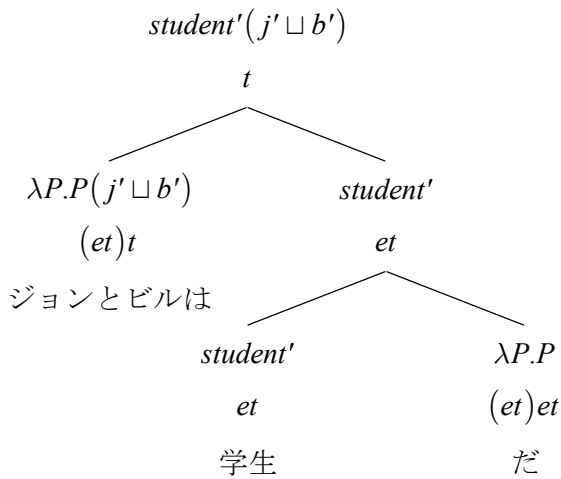 student′(j′ ⊔ b′)
t
λP.P(j′ ⊔ b′) student′
(et)t et
ジョンとビルは
student′ λP.P
et (et)et
学生 だ